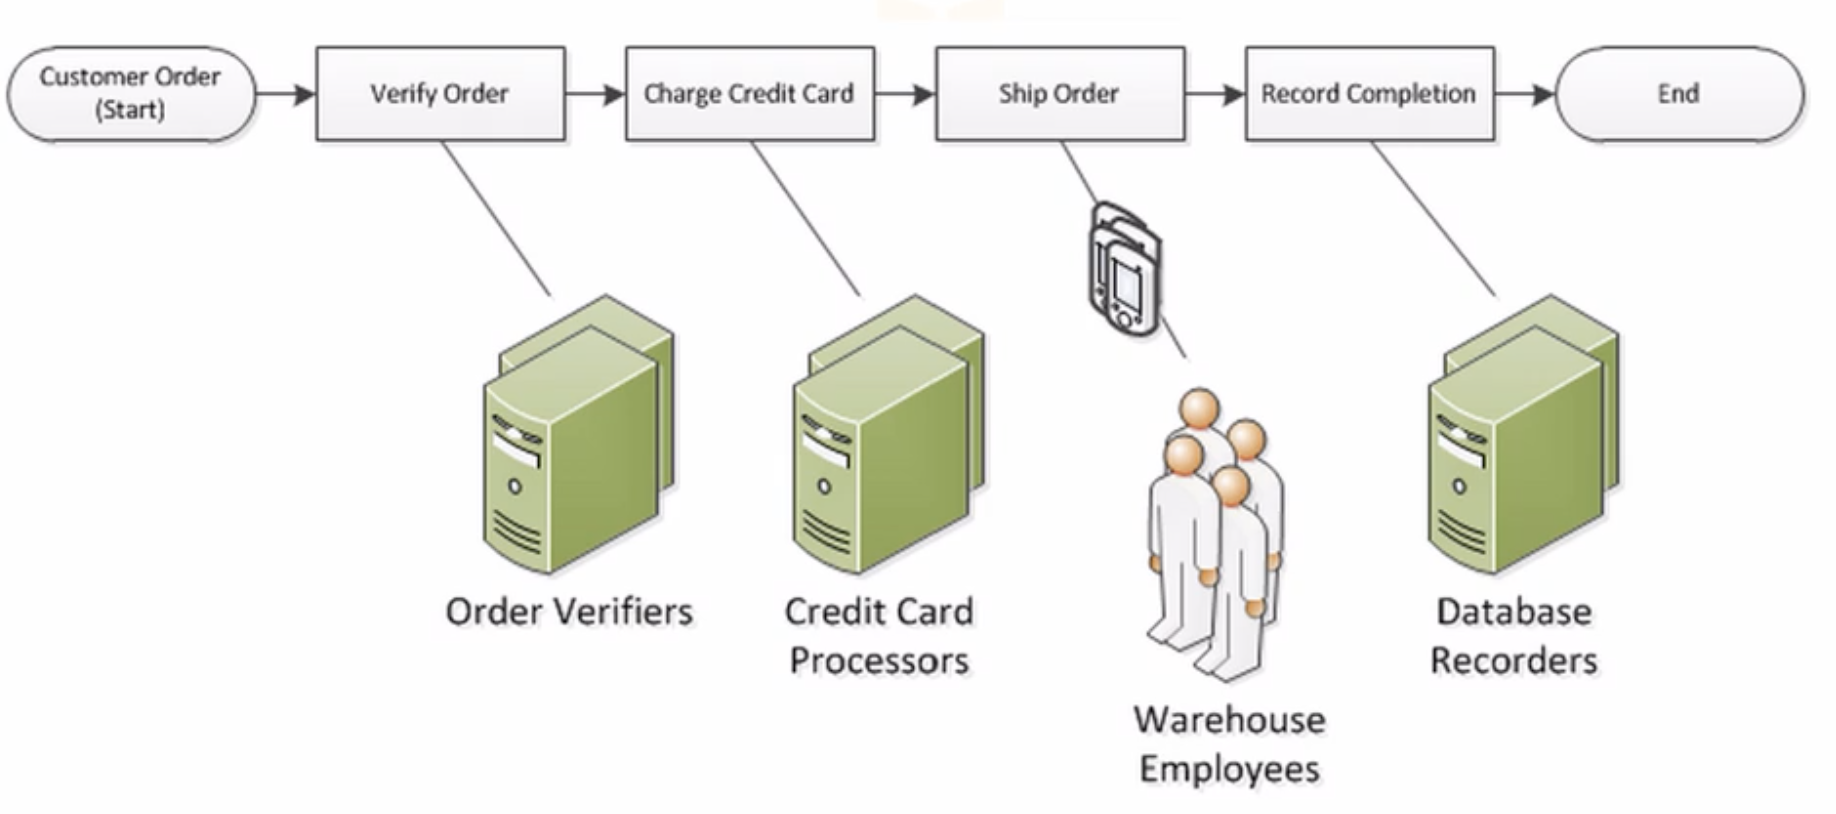 Customer Order
(Start)
Verify Order
Charge Credit Card
Ship Order
Record Completion
End
Order Verifiers
Credit Card
Processors
Warehouse
Employees
Database
Recorders